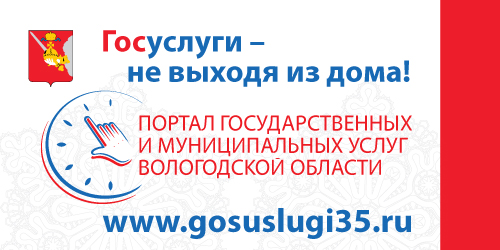 Госуслуги –
не выходя из дома!
ПОРТАЛ ГОСУДАРСТВЕННЫХ
И МУНИЦИПАЛЬНЫХ УСЛУГ
ВОЛОГОДСКОЙ ОБЛАСТИ
www.gosuslugi35.ru